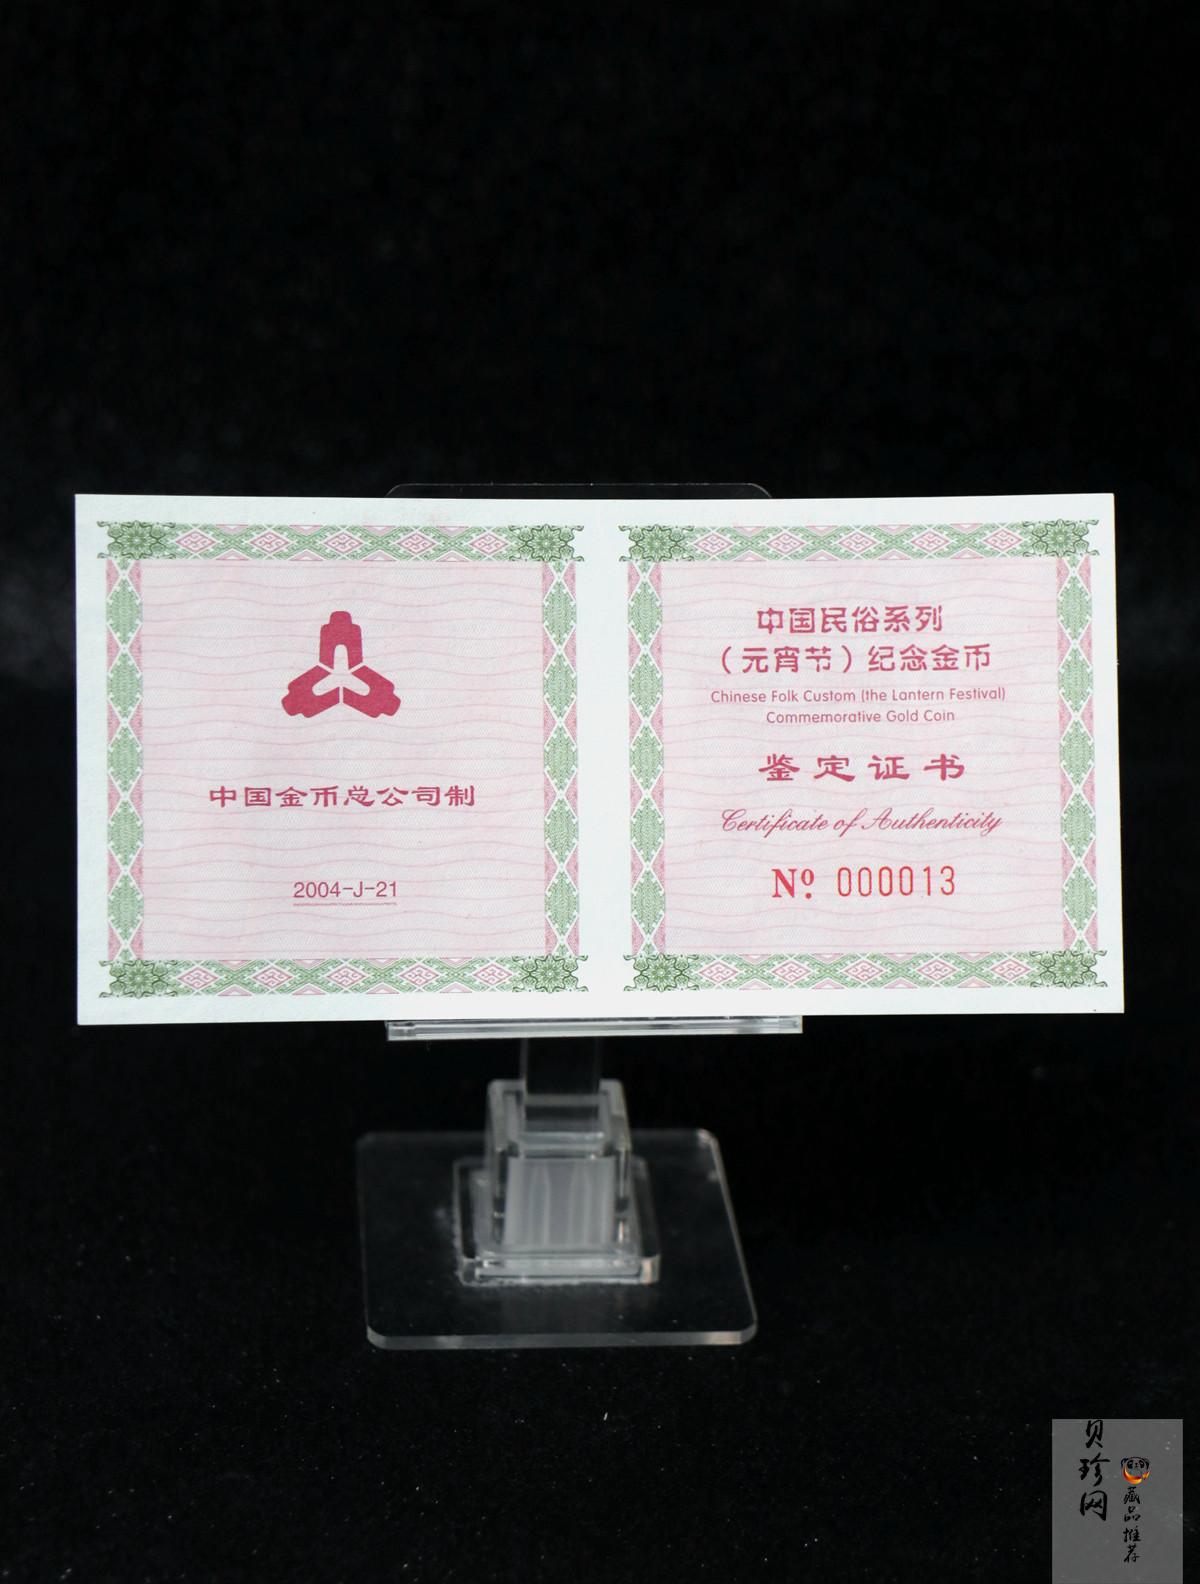 中国金币总公司制
2004-J-21
中国民俗系列
（元宵节）纪念金币
Chinese Folk Custom (the Lantern Festival)
Commemorative Gold Coin
鉴定证书
Certificate of Authenticity
Nº. 000013
贝珍网
藏品推荐